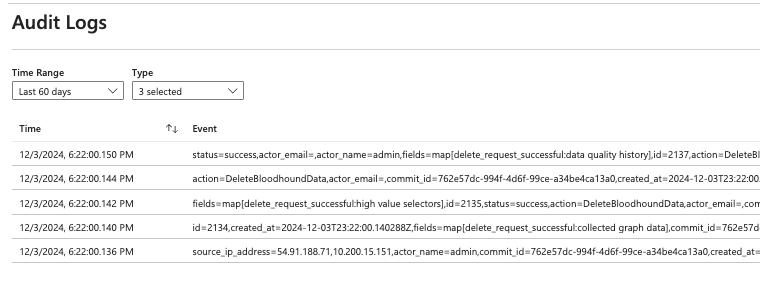 Audit Logs
Time Range Type
Last 60 days 3 selected
Time Event
12/3/2024, 6:22:00.150 PM status=success,actor_email=,actor_name=admin,fields=map[delete_request_successful:data quality history],id=2137,action=DeleteBl
12/3/2024, 6:22:00.144 PM action=DeleteBloodhoundData,actor_email=,commit_id=762e57dc-994f-4d6f-99ce-a34be4ca13a0,created_at=2024-12-03T23:22:00.
12/3/2024, 6:22:00.142 PM fields=map[delete_request_successful:high value selectors],id=2135,status=success,action=DeleteBloodhoundData,actor_email=,com
12/3/2024, 6:22:00.140 PM id=2134,created_at=2024-12-03T23:22:00.140288Z,fields=map[delete_request_successful:collected graph data],commit_id=762e57d
12/3/2024, 6:22:00.136 PM source_ip_address=54.91.188.71,10.200.15.151,actor_name=admin,commit_id=762e57dc-994f-4d6f-99ce-a34be4ca13a0,created_at=